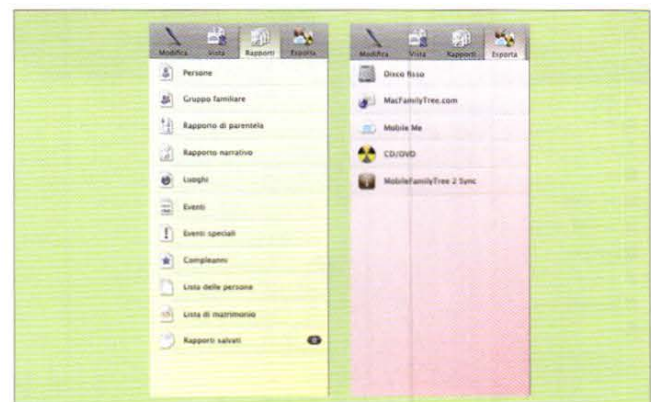 Modifica Vista Rapporti Esporta
Persone
Gruppo familiare
Rapporto di parentela
Rapporto narrativo
Luoghi
Eventi
Eventi speciali
Compleanni
Lista delle persone
Lista di matrimonio
Rapporti salvati
Modifica Vista Rapporti Esporta
Disco fisso
MacFamilyTree.com
Mobile Me
CD/DVD
MobileFamilyTree 2 Sync